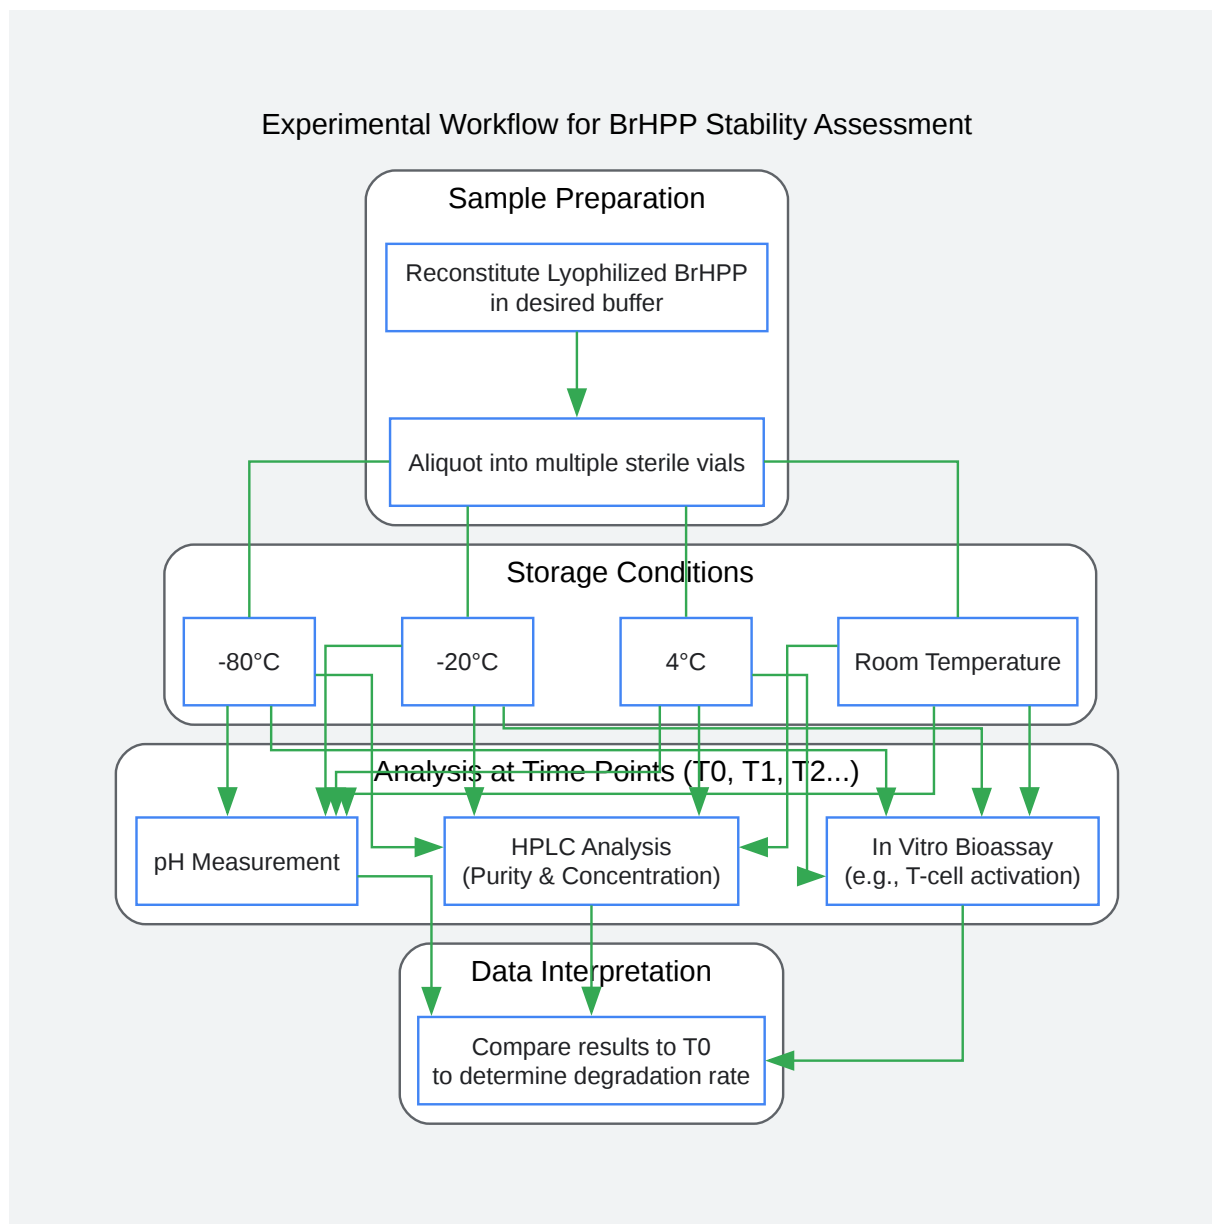 Experimental Workflow for BrHPP Stability Assessment
Sample Preparation
Reconstitute Lyophilized BrHPP
in desired buffer
Aliquot into multiple sterile vials
Storage Conditions
-80°C
-20°C
4°C
Room Temperature
Analysis at Time Points (T0, T1, T2...)
pH Measurement
HPLC Analysis
(Purity & Concentration)
In Vitro Bioassay
(e.g., T-cell activation)
Data Interpretation
Compare results to T0
to determine degradation rate